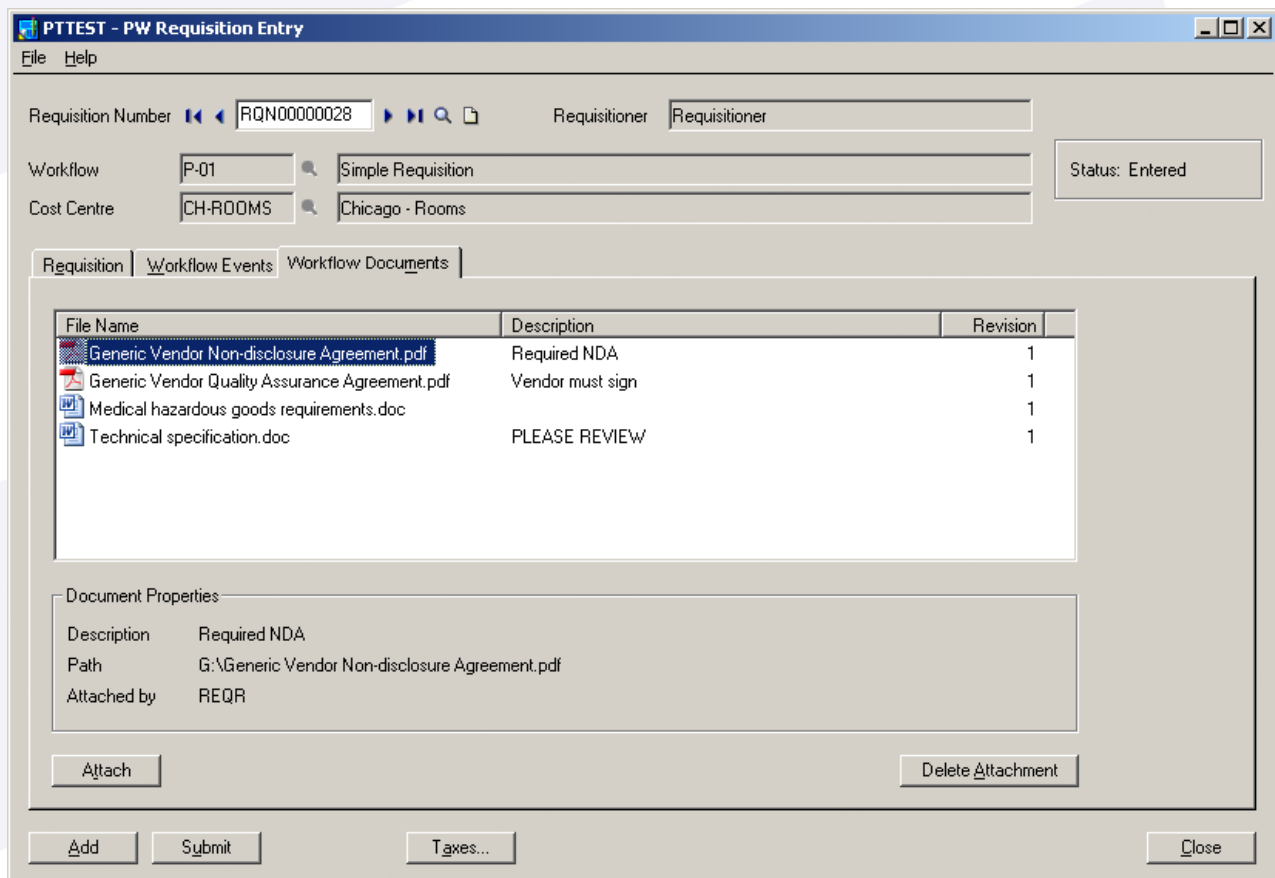 PTTEST - PW Requisition Entry
File Help
Requisition Number RQN00000028 Requisitioner Requisitioner
Workflow P-01 Simple Requisition Status: Entered
Cost Centre CH-ROOMS Chicago - Rooms
Requisition Workflow Events Workflow Documents
File Name Description Revision
Generic Vendor Non-disclosure Agreement.pdf Required NDA 1
Generic Vendor Quality Assurance Agreement.pdf Vendor must sign 1
Medical hazardous goods requirements.doc 1
Technical specification.doc PLEASE REVIEW 1
Document Properties
Description Required NDA
Path G:\Generic Vendor Non-disclosure Agreement.pdf
Attached by REQR
Attach Delete Attachment
Add Submit Taxes... Close